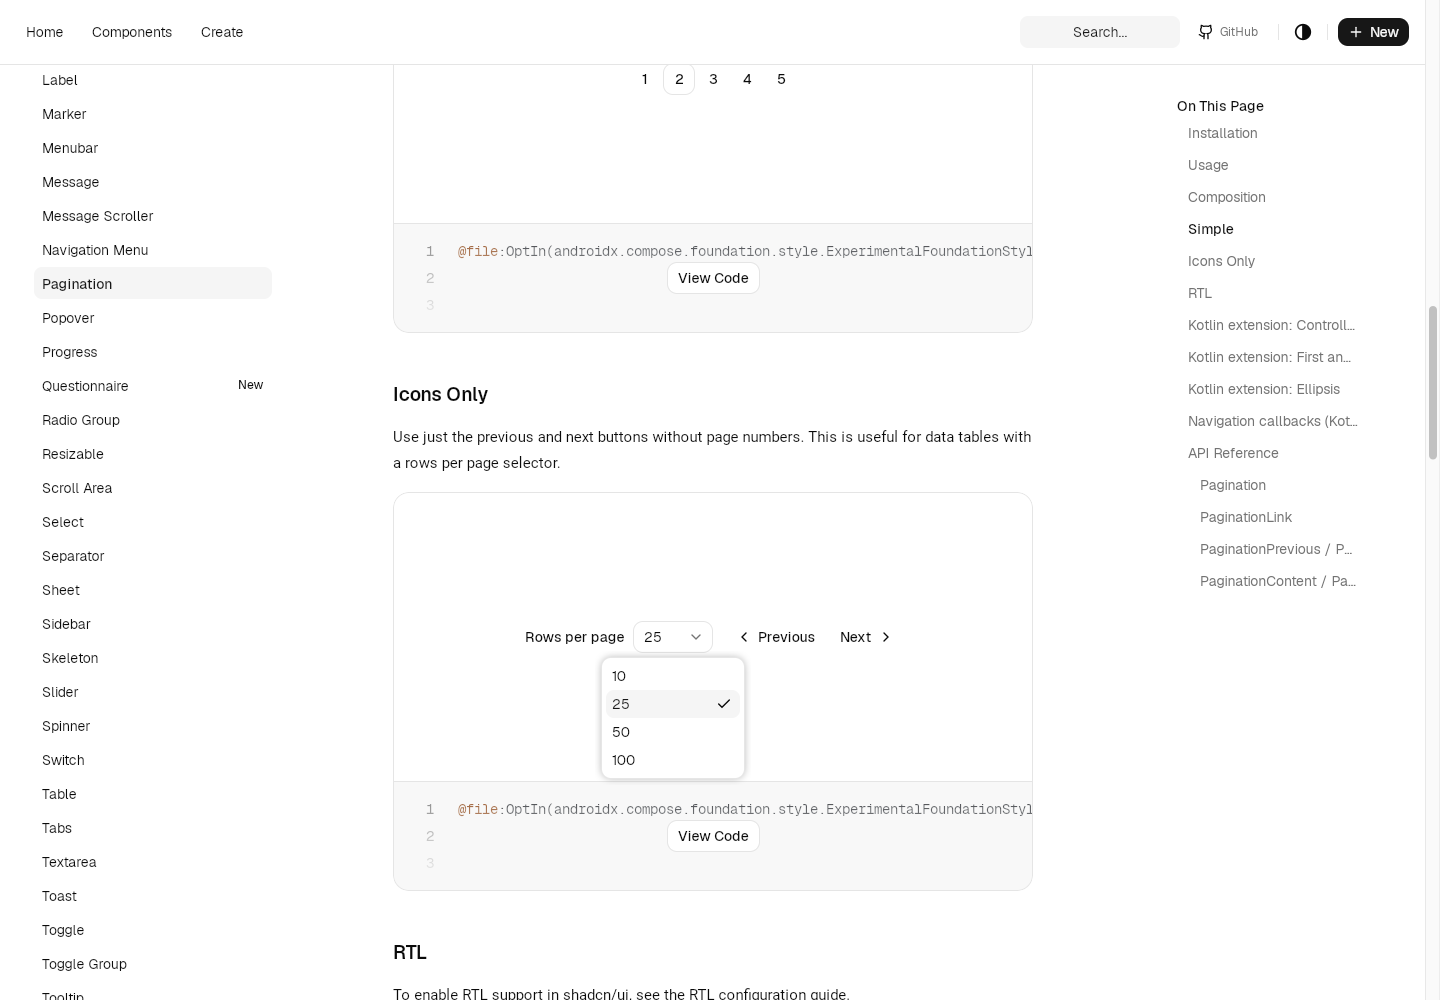 Home
Components
Create
Search...
GitHub
New
Label
Marker
Menubar
Message
Message Scroller
Navigation Menu
Pagination
Popover
Progress
Questionnaire New
Radio Group
Resizable
Scroll Area
Select
Separator
Sheet
Sidebar
Skeleton
Slider
Spinner
Switch
Table
Tabs
Textarea
Toast
Toggle
Toggle Group
Tooltip
1 2 3 4 5
1 @file:OptIn(androidx.compose.foundation.style.ExperimentalFoundationStyl
2
View Code
3
Icons Only
Use just the previous and next buttons without page numbers. This is useful for data tables with
a rows per page selector.
Rows per page 25 Previous Next
10
25
50
100
1 @file:OptIn(androidx.compose.foundation.style.ExperimentalFoundationStyl
2
View Code
3
RTL
To enable RTL support in shadcn/ui, see the RTL configuration guide.
On This Page
Installation
Usage
Composition
Simple
Icons Only
RTL
Kotlin extension: Controll...
Kotlin extension: First an...
Kotlin extension: Ellipsis
Navigation callbacks (Kot...
API Reference
Pagination
PaginationLink
PaginationPrevious / P...
PaginationContent / Pa...